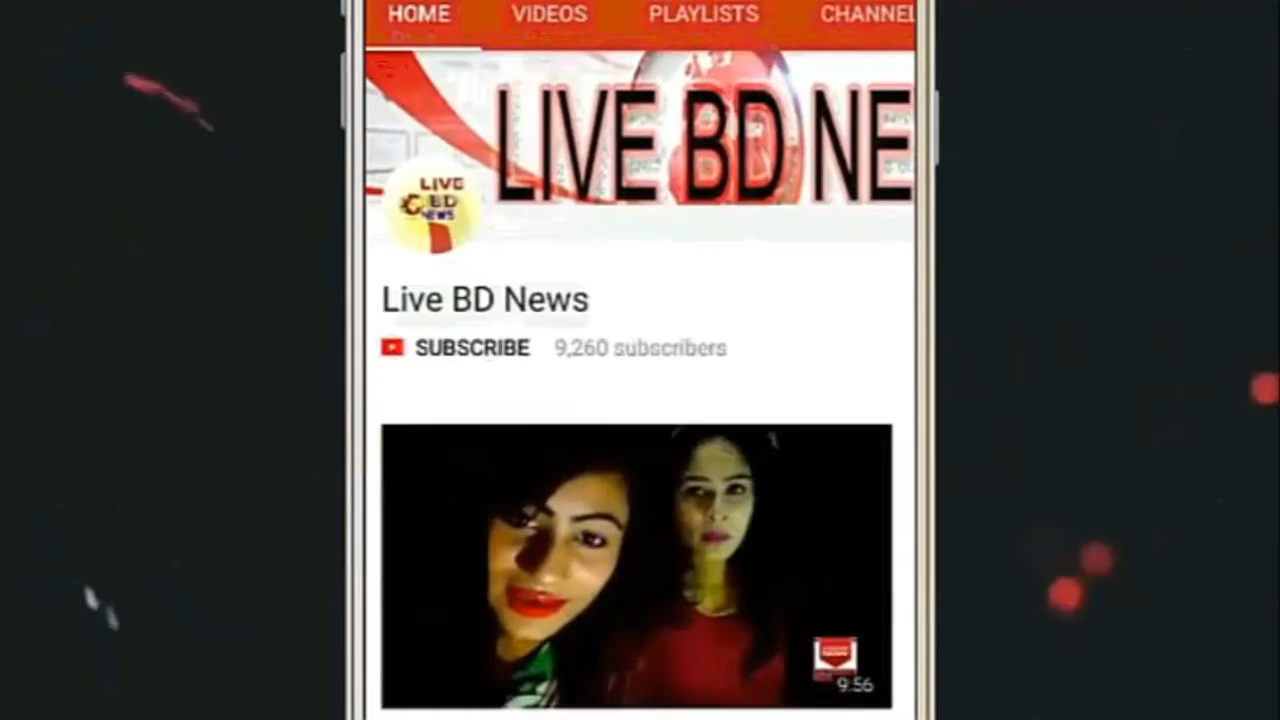 HOME VIDEOS PLAYLISTS CHANNEL
LIVE BD NE
LIVE
BD
NEWS
Live BD News
SUBSCRIBE 9,260 subscribers
9:56